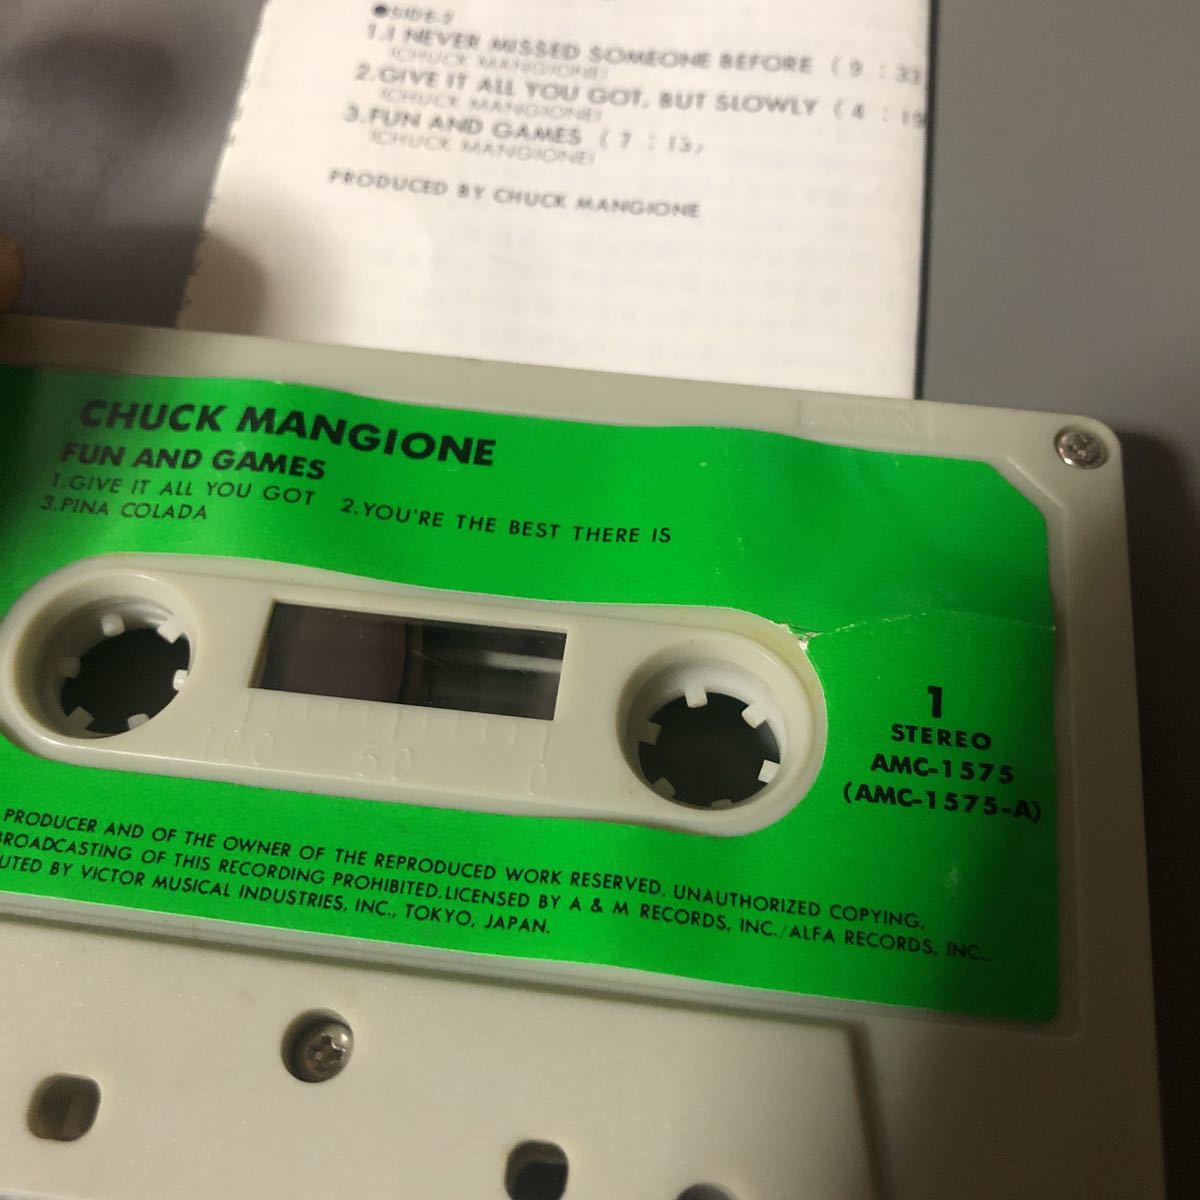 ●SIDE-2
1.I NEVER MISSED SOMEONE BEFORE ( 9 : 33
(CHUCK MANGIONE)
2.GIVE IT ALL YOU GOT, BUT SLOWLY ( 4 : 19
(CHUCK MANGIONE)
3.FUN AND GAMES ( 7 : 13)
(CHUCK MANGIONE)
PRODUCED BY CHUCK MANGIONE
JAPAN
CHUCK MANGIONE
FUN AND GAMES
1.GIVE IT ALL YOU GOT 2.YOU'RE THE BEST THERE IS
3.PINA COLADA
100 50 0
1
STEREO
AMC-1575
(AMC-1575-A)
PRODUCER AND OF THE OWNER OF THE REPRODUCED WORK RESERVED. UNAUTHORIZED COPYING,
BROADCASTING OF THIS RECORDING PROHIBITED. LICENSED BY A & M RECORDS, INC./ALFA RECORDS, INC.,
UTED BY VICTOR MUSICAL INDUSTRIES, INC., TOKYO, JAPAN.